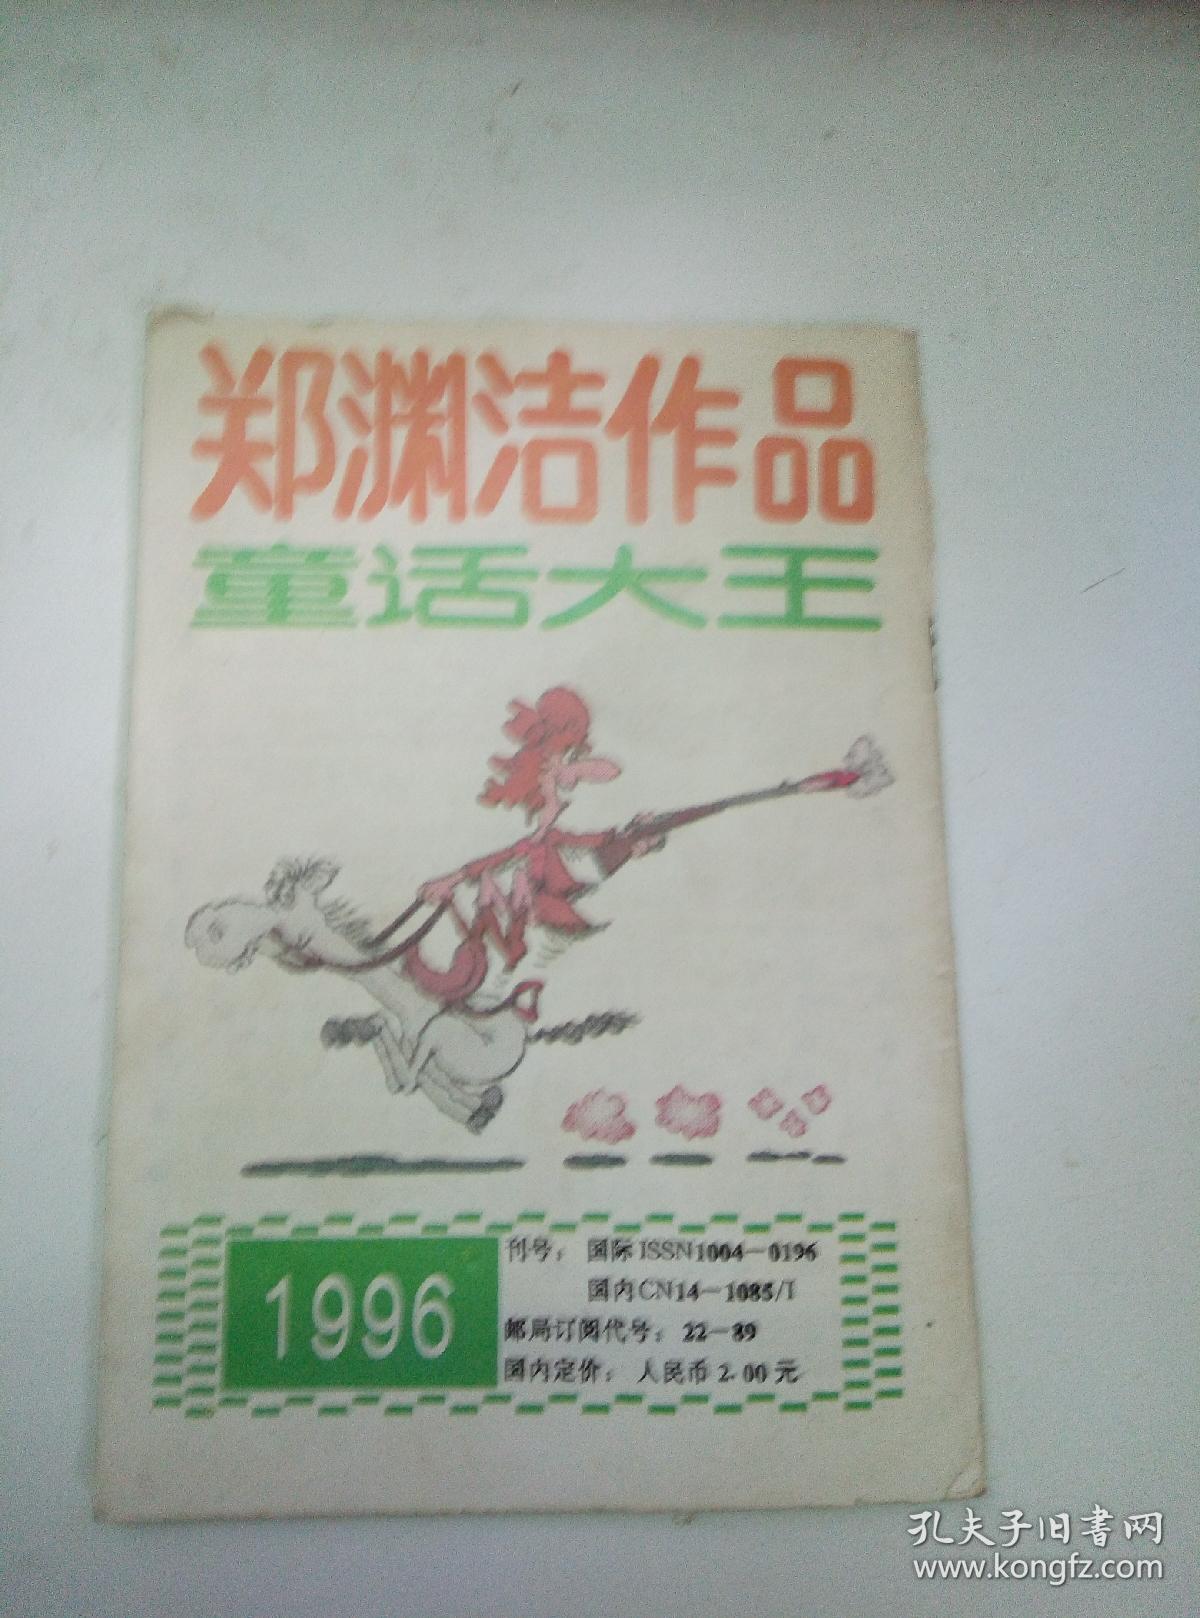 郑渊洁作品
童话大王
1996
刊号：国际ISSN1004-0196
国内CN14-1085/I
邮局订阅代号：22-89
国内定价：人民币2.00元
孔夫子旧书网
www.kongfz.com